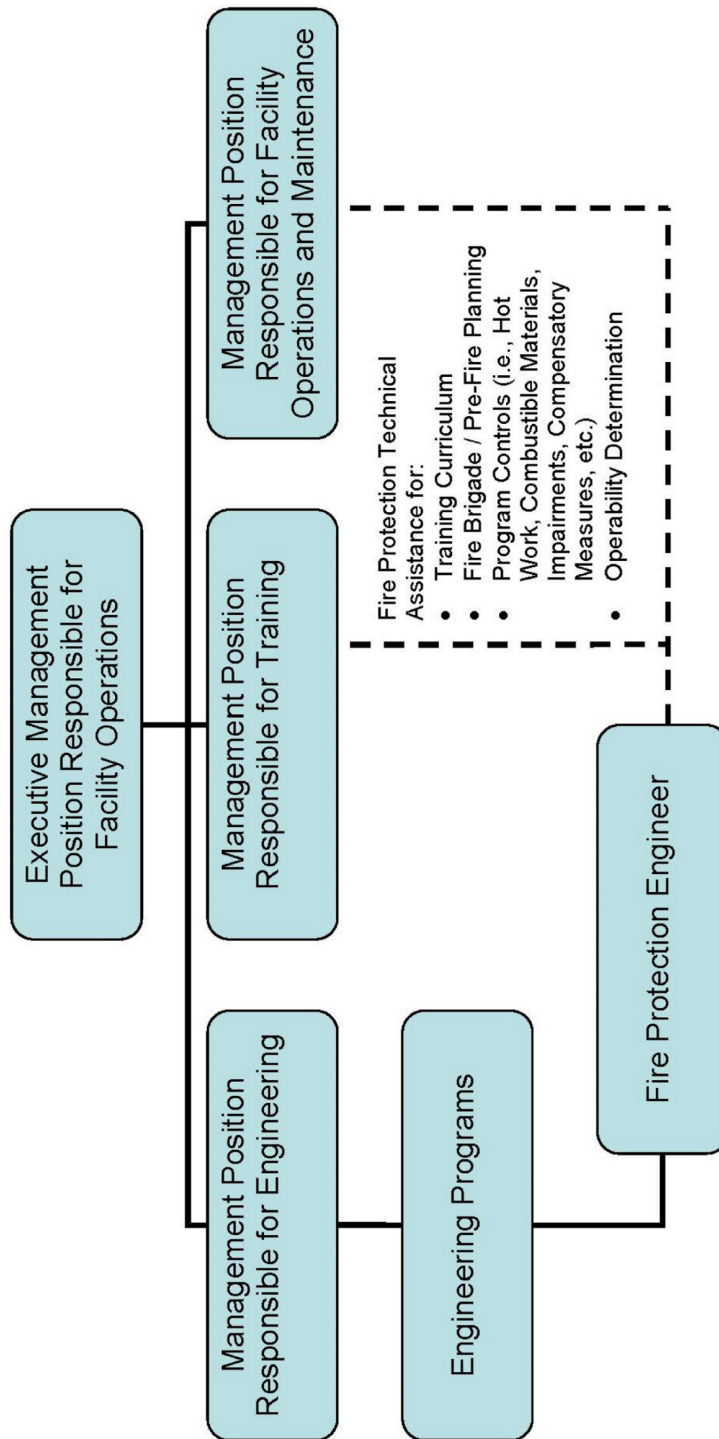 Executive Management
Position Responsible for
Facility Operations
Management Position
Responsible for Engineering
Management Position
Responsible for Training
Management Position
Responsible for Facility
Operations and Maintenance
Engineering Programs
Fire Protection Technical
Assistance for:
• Training Curriculum
• Fire Brigade / Pre-Fire Planning
• Program Controls (i.e., Hot
Work, Combustible Materials,
Impairments, Compensatory
Measures, etc.)
• Operability Determination
Fire Protection Engineer